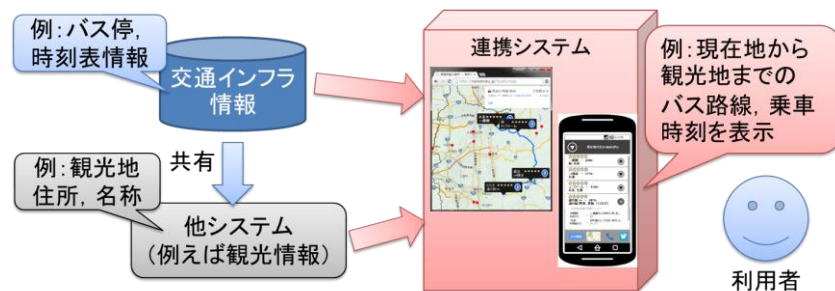 例：バス停，
時刻表情報
交通インフラ
情報
共有
例：観光地
住所，名称
他システム
（例えば観光情報）
連携システム
例：現在地から
観光地までの
バス路線，乗車
時刻を表示
利用者